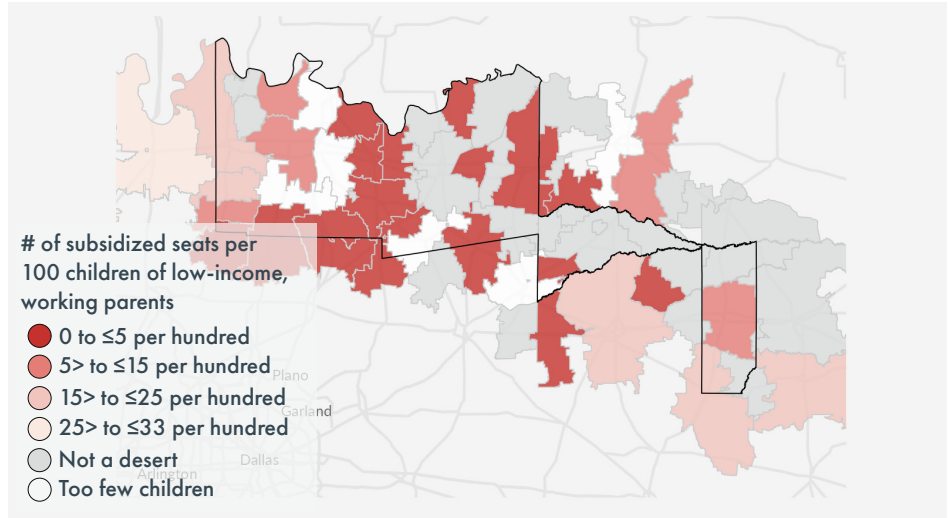 # of subsidized seats per
100 children of low-income,
working parents
0 to ≤5 per hundred
5> to ≤15 per hundred
15> to ≤25 per hundred
25> to ≤33 per hundred
Not a desert
Too few children
Plano
Garland
Dallas
Arlington